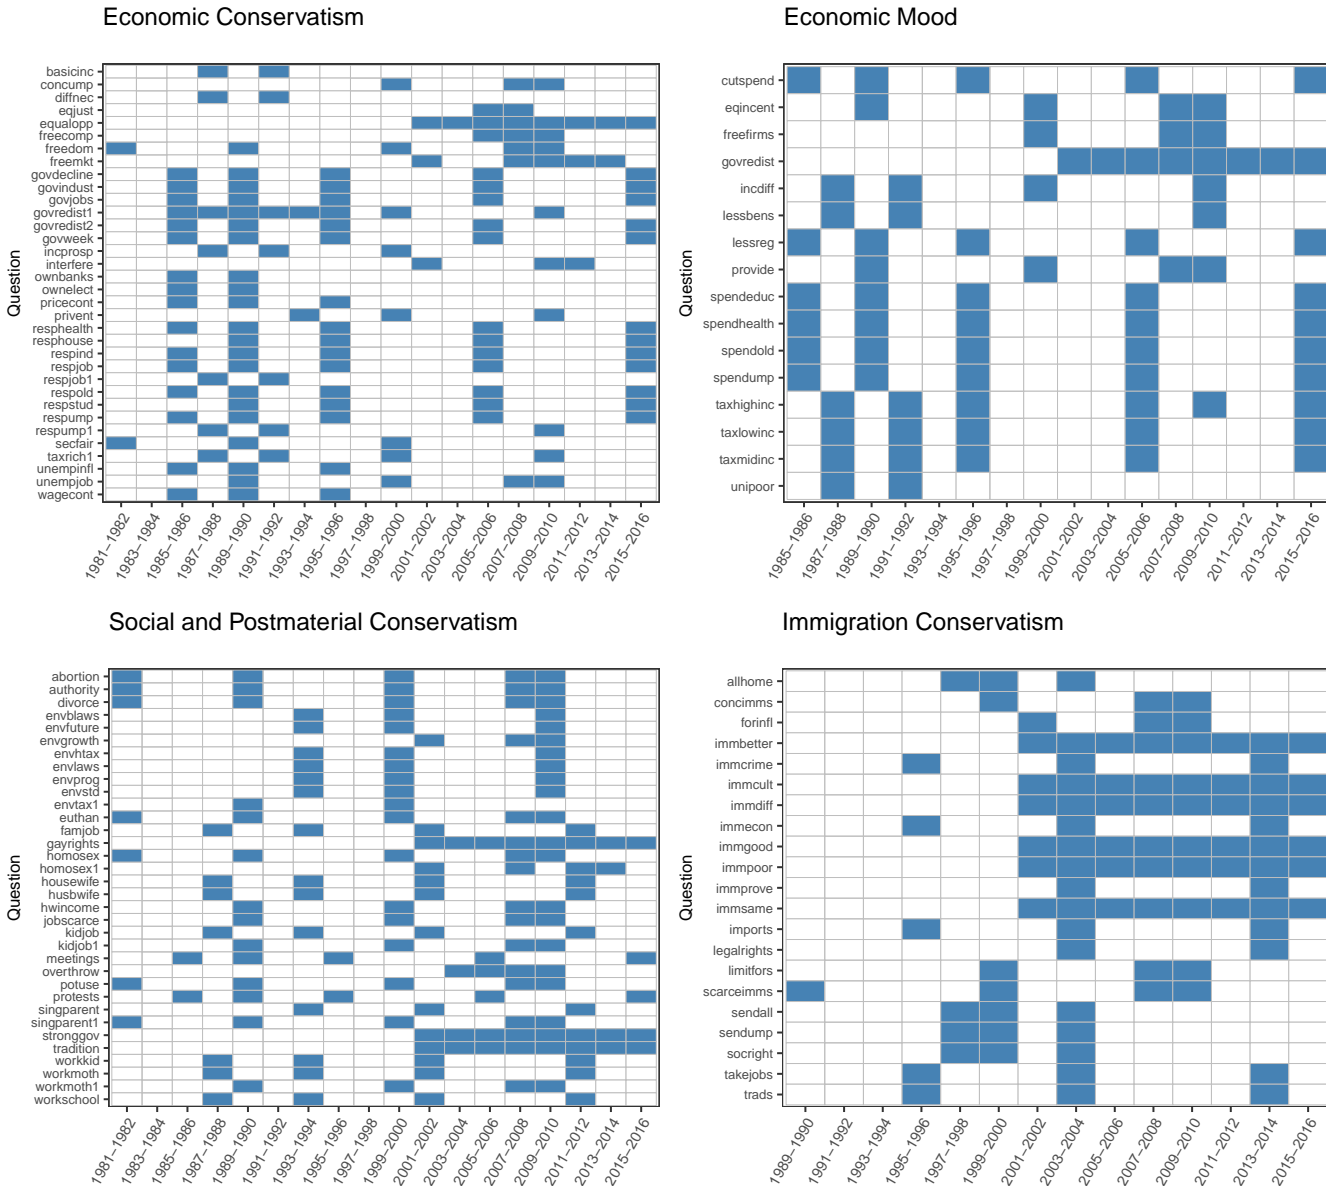 Economic Conservatism
Question
basicinc
concump
diffnec
eqjust
equalopp
freecomp
freedom
freemkt
govdecline
govindust
govjobs
govredist1
govredist2
govweek
incprosp
interfere
ownbanks
ownelect
pricecont
privent
resphealth
resphouse
respind
respjob
respjob1
respold
respstud
respump
respump1
secfair
taxrich1
unempinfl
unempjob
wagecont
1981–1982
1983–1984
1985–1986
1987–1988
1989–1990
1991–1992
1993–1994
1995–1996
1997–1998
1999–2000
2001–2002
2003–2004
2005–2006
2007–2008
2009–2010
2011–2012
2013–2014
2015–2016
Economic Mood
Question
cutspend
eqincent
freefirms
govredist
incdiff
lessbens
lessreg
provide
spendeduc
spendhealth
spendold
spendump
taxhighinc
taxlowinc
taxmidinc
unipoor
1985–1986
1987–1988
1989–1990
1991–1992
1993–1994
1995–1996
1997–1998
1999–2000
2001–2002
2003–2004
2005–2006
2007–2008
2009–2010
2011–2012
2013–2014
2015–2016
Social and Postmaterial Conservatism
Question
abortion
authority
divorce
envblaws
envfuture
envgrowth
envhtax
envlaws
envprog
envstd
envtax1
euthan
famjob
gayrights
homosex
homosex1
housewife
husbwife
hwincome
jobscarce
kidjob
kidjob1
meetings
overthrow
potuse
protests
singparent
singparent1
stronggov
tradition
workkid
workmoth
workmoth1
workschool
1981–1982
1983–1984
1985–1986
1987–1988
1989–1990
1991–1992
1993–1994
1995–1996
1997–1998
1999–2000
2001–2002
2003–2004
2005–2006
2007–2008
2009–2010
2011–2012
2013–2014
2015–2016
Immigration Conservatism
Question
allhome
concimms
forinfl
immbetter
immcrime
immcult
immdiff
immecon
immgood
immpoor
immprove
immsame
imports
legalrights
limitfors
scarceimms
sendall
sendump
socright
takejobs
trads
1989–1990
1991–1992
1993–1994
1995–1996
1997–1998
1999–2000
2001–2002
2003–2004
2005–2006
2007–2008
2009–2010
2011–2012
2013–2014
2015–2016